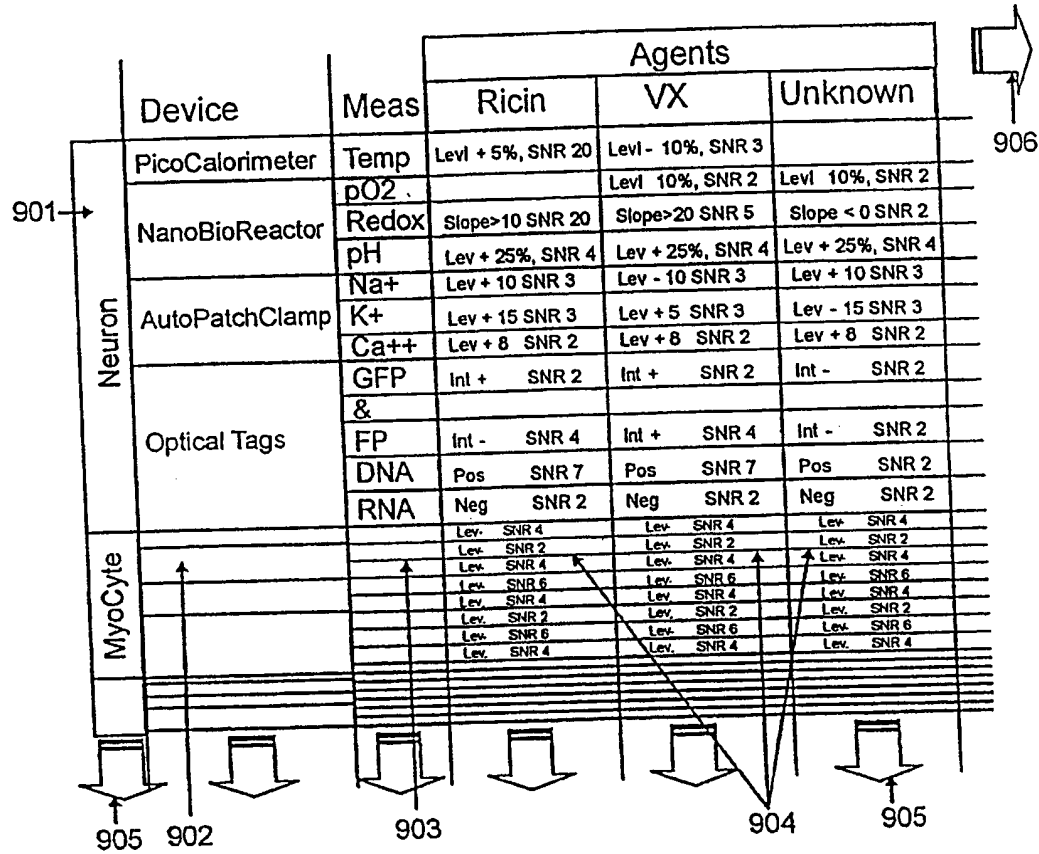 Agents
Device Meas Ricin VX Unknown
906
PicoCalorimeter Temp Levl + 5%, SNR 20 Levl - 10%, SNR 3
pO2 Levl 10%, SNR 2 Levl 10%, SNR 2
901
NanoBioReactor Redox Slope>10 SNR 20 Slope>20 SNR 5 Slope < 0 SNR 2
pH Lev + 25%, SNR 4 Lev + 25%, SNR 4 Lev + 25%, SNR 4
Na+ Lev + 10 SNR 3 Lev - 10 SNR 3 Lev + 10 SNR 3
Neuron
AutoPatchClamp K+ Lev + 15 SNR 3 Lev + 5 SNR 3 Lev - 15 SNR 3
Ca++ Lev + 8 SNR 2 Lev + 8 SNR 2 Lev + 8 SNR 2
GFP Int + SNR 2 Int + SNR 2 Int - SNR 2
&
Optical Tags FP Int - SNR 4 Int + SNR 4 Int - SNR 2
DNA Pos SNR 7 Pos SNR 7 Pos SNR 2
RNA Neg SNR 2 Neg SNR 2 Neg SNR 2
MyoCyte
Lev- SNR 4 Lev- SNR 4 Lev- SNR 4
Lev- SNR 2 Lev- SNR 2 Lev- SNR 2
Lev- SNR 4 Lev- SNR 4 Lev- SNR 4
Lev- SNR 6 Lev- SNR 6 Lev- SNR 6
Lev. SNR 4 Lev. SNR 4 Lev. SNR 4
Lev. SNR 2 Lev. SNR 2 Lev. SNR 2
Lev- SNR 6 Lev- SNR 6 Lev- SNR 6
Lev. SNR 4 Lev. SNR 4 Lev. SNR 4
905 902 903 904 905